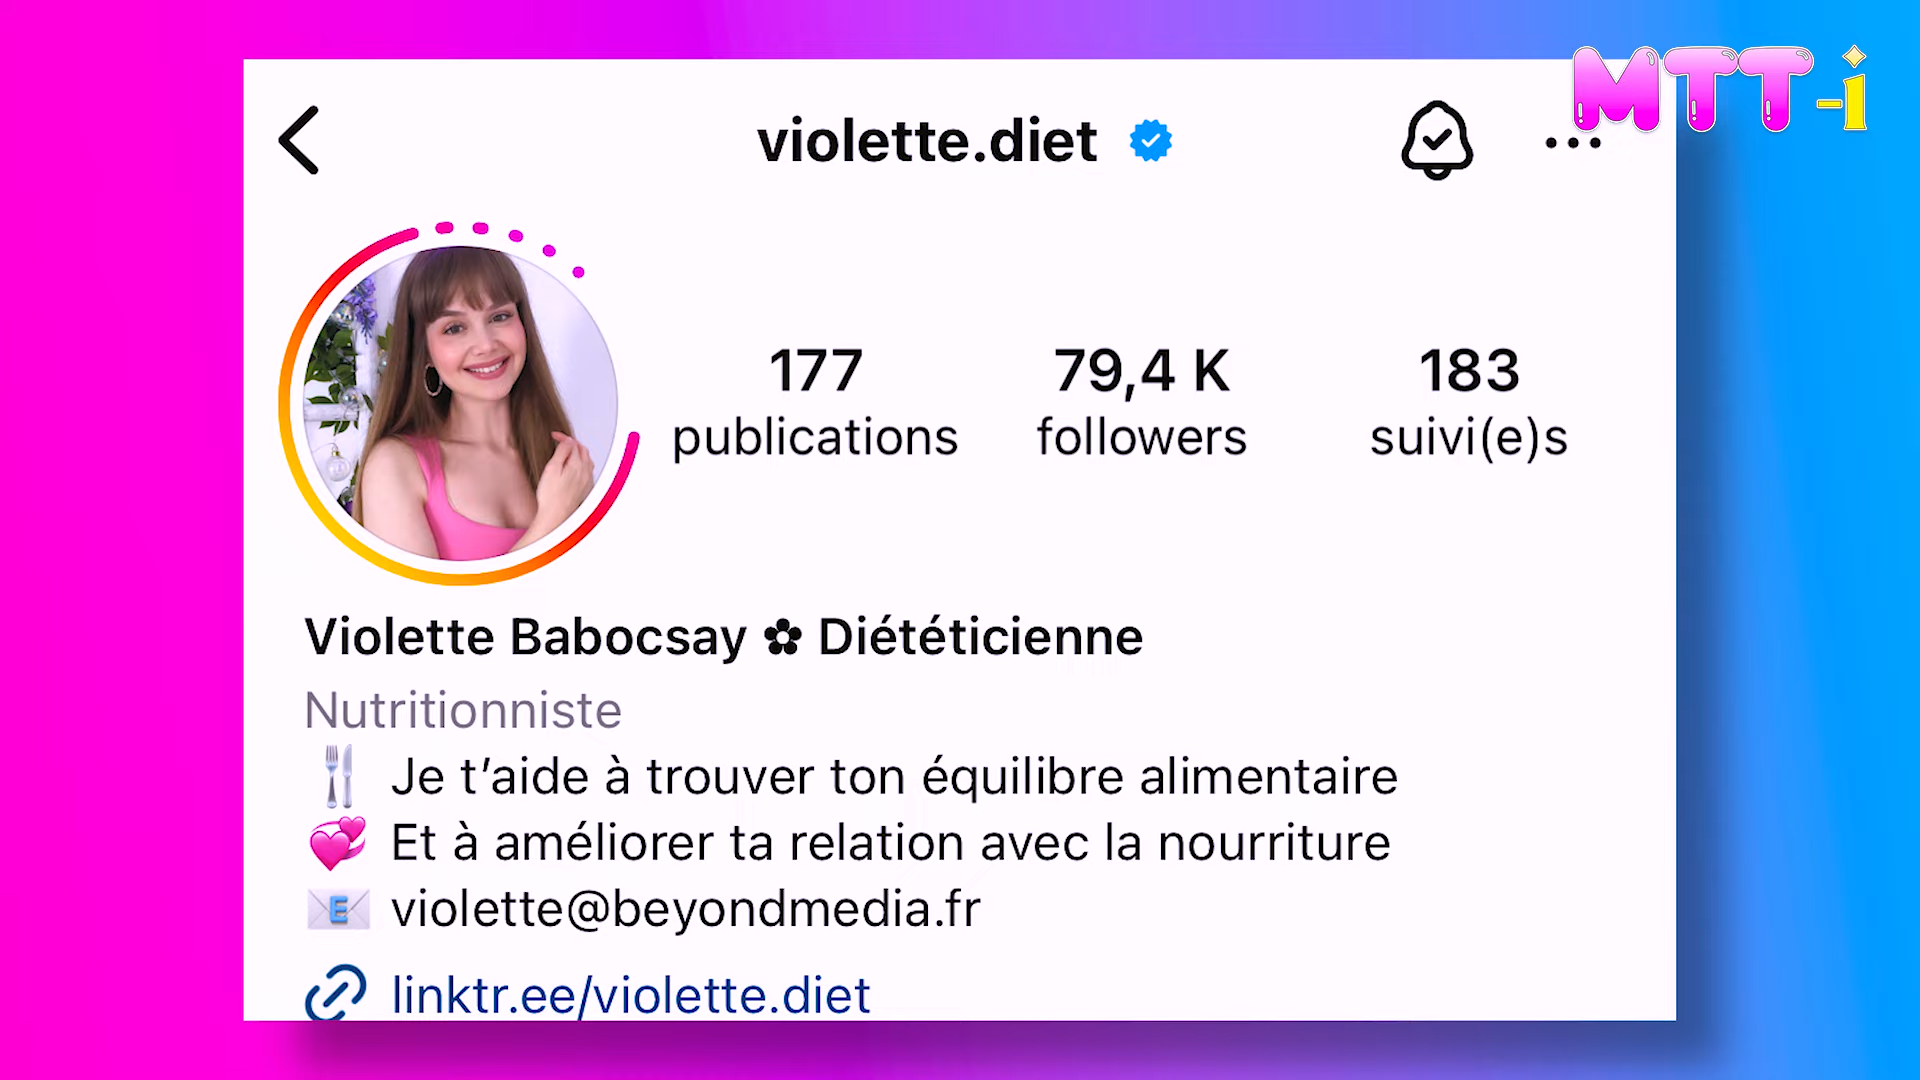 MTT-i
violette.diet
177
publications
79,4 K
followers
183
suivi(e)s
Violette Babocsay ✿ Diététicienne
Nutritionniste
🍴 Je t’aide à trouver ton équilibre alimentaire
💞 Et à améliorer ta relation avec la nourriture
📧 violette@beyondmedia.fr
linktr.ee/violette.diet